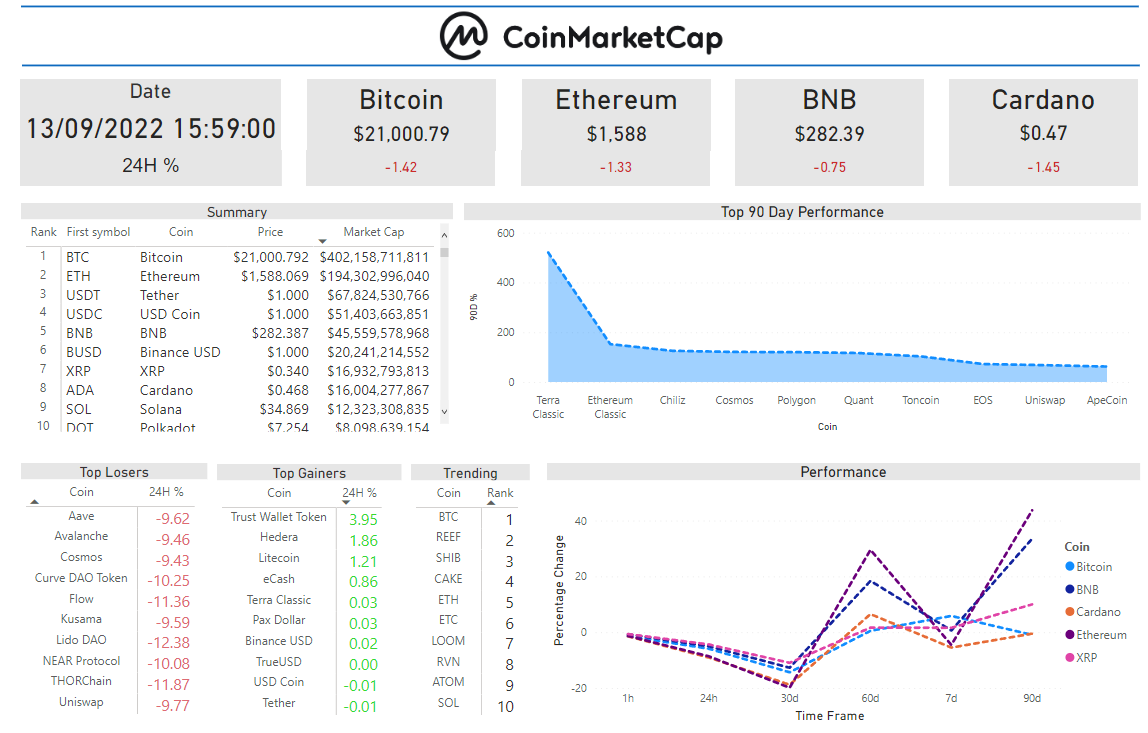 CoinMarketCap
Date
13/09/2022 15:59:00
24H %
Bitcoin
$21,000.79
-1.42
Ethereum
$1,588
-1.33
BNB
$282.39
-0.75
Cardano
$0.47
-1.45
Summary
Rank First symbol Coin Price Market Cap
1 BTC Bitcoin $21,000.792 $402,158,711,811
2 ETH Ethereum $1,588.069 $194,302,996,040
3 USDT Tether $1.000 $67,824,530,766
4 USDC USD Coin $1.000 $51,403,663,851
5 BNB BNB $282.387 $45,559,578,968
6 BUSD Binance USD $1.000 $20,241,214,552
7 XRP XRP $0.340 $16,932,793,813
8 ADA Cardano $0.468 $16,004,277,867
9 SOL Solana $34.869 $12,323,308,835
10 DOT Polkadot $7.254 $8,098,639,154
Top 90 Day Performance
600
400
200
0
90D %
Terra Classic
Ethereum Classic
Chiliz
Cosmos
Polygon
Quant
Toncoin
EOS
Uniswap
ApeCoin
Coin
Top Losers
Coin 24H %
Aave -9.62
Avalanche -9.46
Cosmos -9.43
Curve DAO Token -10.25
Flow -11.36
Kusama -9.59
Lido DAO -12.38
NEAR Protocol -10.08
THORChain -11.87
Uniswap -9.77
Top Gainers
Coin 24H %
Trust Wallet Token 3.95
Hedera 1.86
Litecoin 1.21
eCash 0.86
Terra Classic 0.03
Pax Dollar 0.03
Binance USD 0.02
TrueUSD 0.00
USD Coin -0.01
Tether -0.01
Trending
Coin Rank
BTC 1
REEF 2
SHIB 3
CAKE 4
ETH 5
ETC 6
LOOM 7
RVN 8
ATOM 9
SOL 10
Performance
40
20
0
-20
Percentage Change
1h 24h 30d 60d 7d 90d
Time Frame
Coin
Bitcoin
BNB
Cardano
Ethereum
XRP